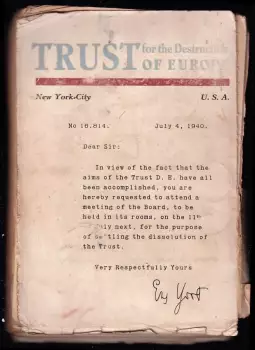 TRUST for the Destruction
OF EUROPE
New York-City U. S. A.
No 18.814. July 4, 1940.
Dear Sir:
In view of the fact that the
aims of the Trust D. E. have all
been accomplished, you are
hereby requested to attend a
meeting of the Board, to be
held in its rooms, on the 11th
July next, for the purpose
of settling the dissolution of
the Trust.
Very Respectfully Yours